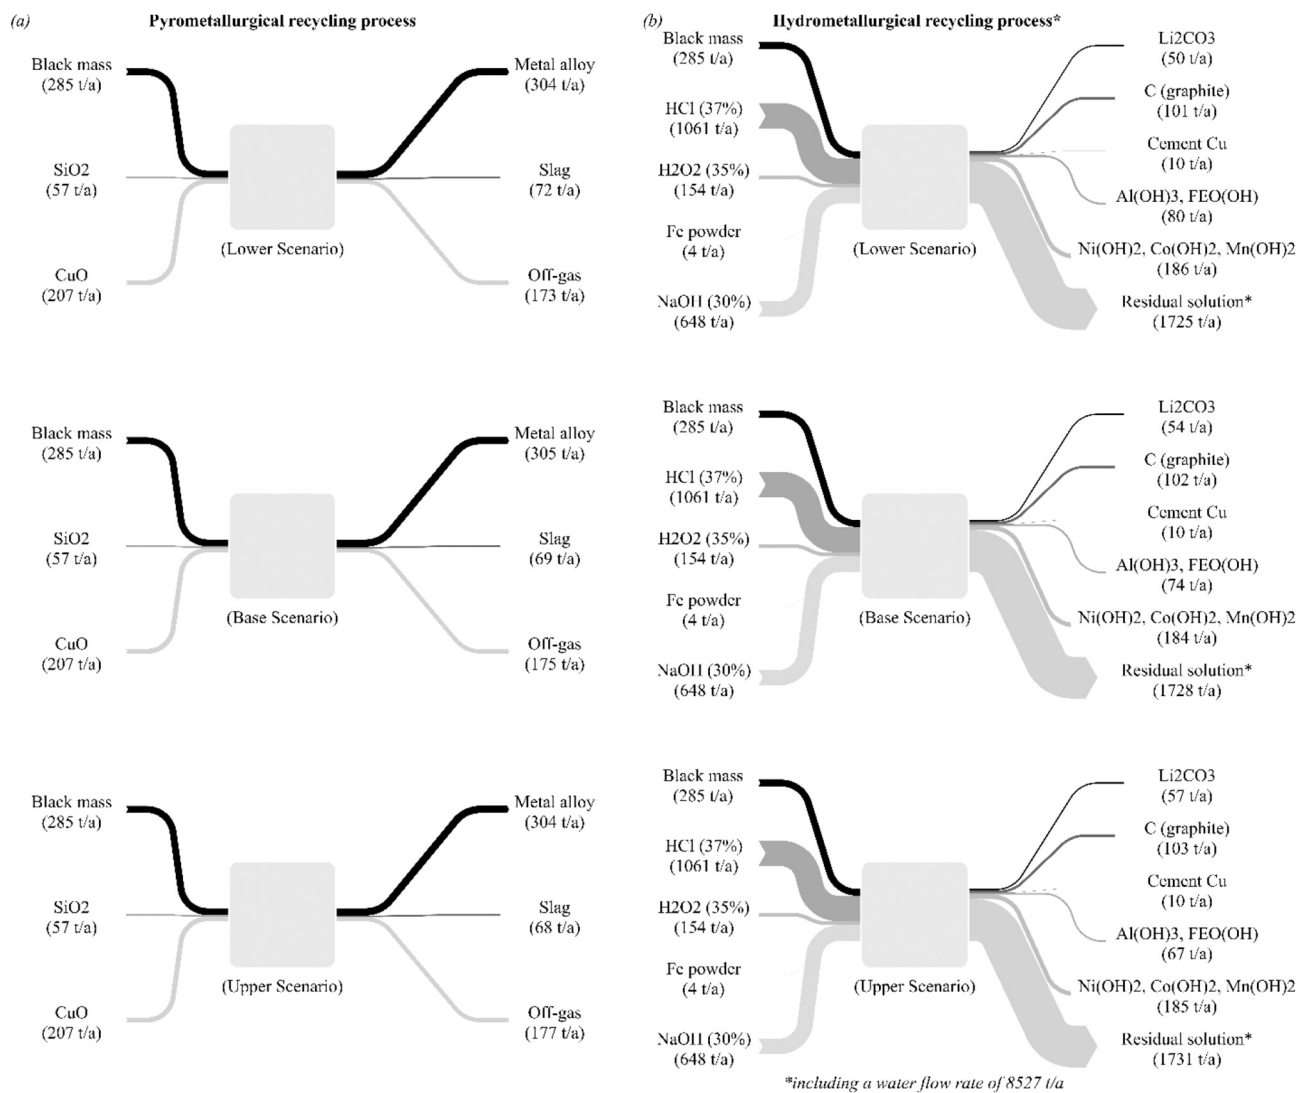 (a)
Pyrometallurgical recycling process
Black mass
(285 t/a)
SiO2
(57 t/a)
CuO
(207 t/a)
(Lower Scenario)
Metal alloy
(304 t/a)
Slag
(72 t/a)
Off-gas
(173 t/a)
Black mass
(285 t/a)
SiO2
(57 t/a)
CuO
(207 t/a)
(Base Scenario)
Metal alloy
(305 t/a)
Slag
(69 t/a)
Off-gas
(175 t/a)
Black mass
(285 t/a)
SiO2
(57 t/a)
CuO
(207 t/a)
(Upper Scenario)
Metal alloy
(304 t/a)
Slag
(68 t/a)
Off-gas
(177 t/a)
(b)
Hydrometallurgical recycling process*
Black mass
(285 t/a)
HCl (37%)
(1061 t/a)
H2O2 (35%)
(154 t/a)
Fe powder
(4 t/a)
NaOH (30%)
(648 t/a)
(Lower Scenario)
Li2CO3
(50 t/a)
C (graphite)
(101 t/a)
Cement Cu
(10 t/a)
Al(OH)3, FEO(OH)
(80 t/a)
Ni(OH)2, Co(OH)2, Mn(OH)2
(186 t/a)
Residual solution*
(1725 t/a)
Black mass
(285 t/a)
HCl (37%)
(1061 t/a)
H2O2 (35%)
(154 t/a)
Fe powder
(4 t/a)
NaOH (30%)
(648 t/a)
(Base Scenario)
Li2CO3
(54 t/a)
C (graphite)
(102 t/a)
Cement Cu
(10 t/a)
Al(OH)3, FEO(OH)
(74 t/a)
Ni(OH)2, Co(OH)2, Mn(OH)2
(184 t/a)
Residual solution*
(1728 t/a)
Black mass
(285 t/a)
HCl (37%)
(1061 t/a)
H2O2 (35%)
(154 t/a)
Fe powder
(4 t/a)
NaOH (30%)
(648 t/a)
(Upper Scenario)
Li2CO3
(57 t/a)
C (graphite)
(103 t/a)
Cement Cu
(10 t/a)
Al(OH)3, FEO(OH)
(67 t/a)
Ni(OH)2, Co(OH)2, Mn(OH)2
(185 t/a)
Residual solution*
(1731 t/a)
*including a water flow rate of 8527 t/a